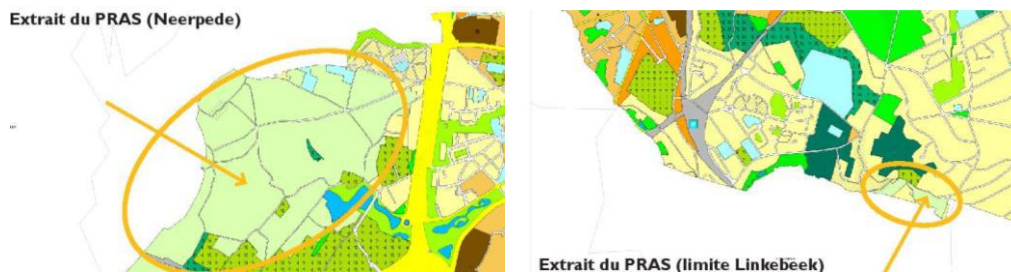 Extrait du PRAS (Neerpede)
Extrait du PRAS (limite Linkebeek)